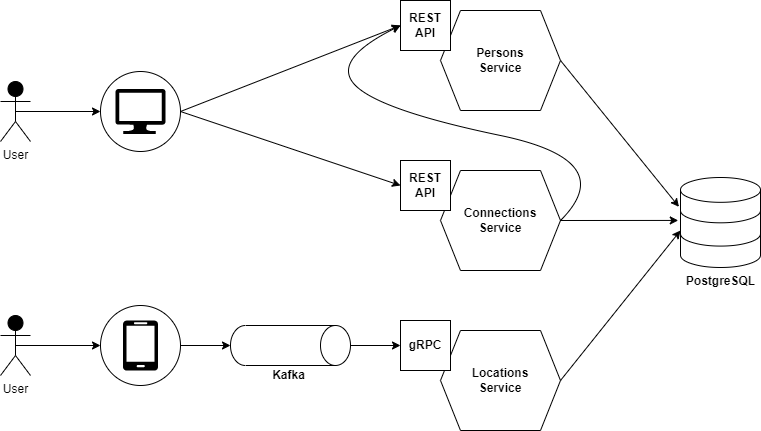 REST
API
Persons
Service
User
REST
API
Connections
Service
PostgreSQL
User
Kafka
gRPC
Locations
Service